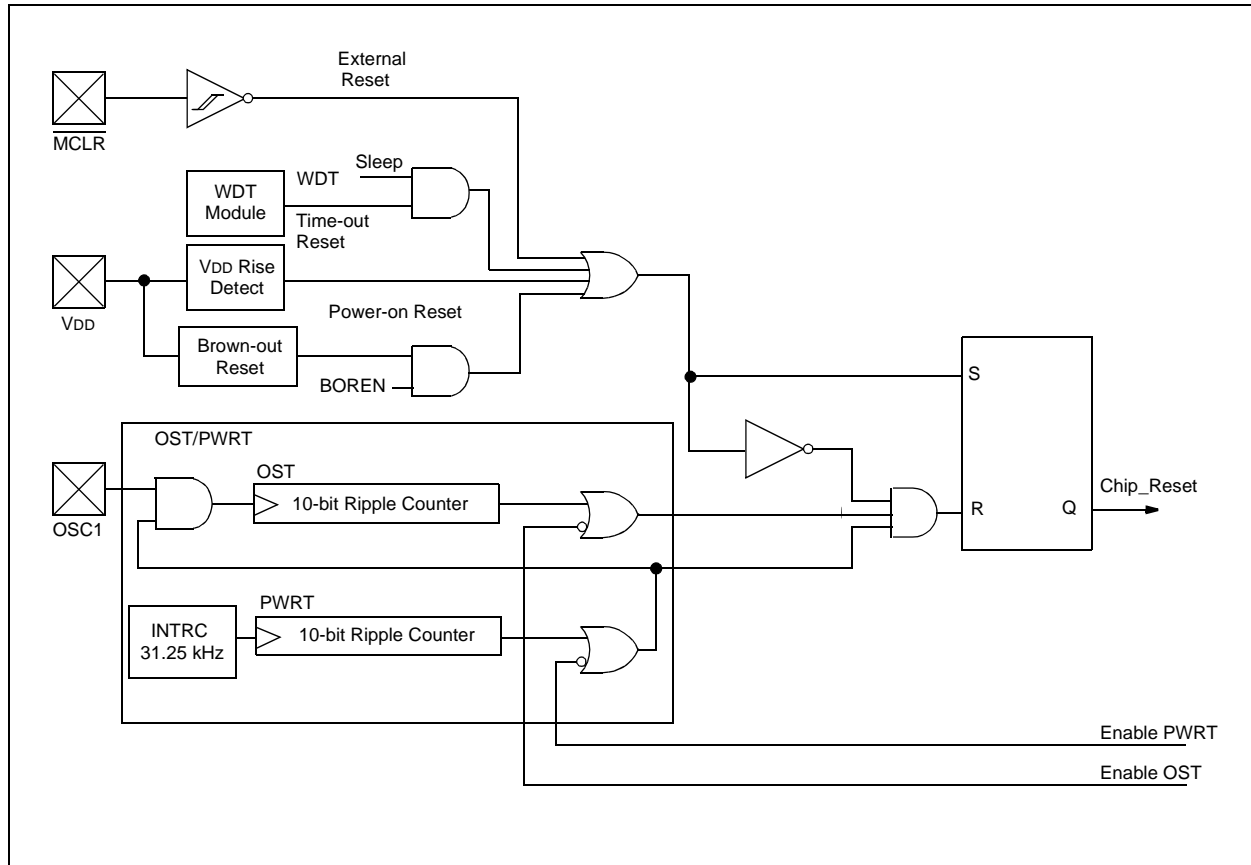 External
Reset
MCLR
Sleep
WDT
WDT
Module
Time-out
Reset
VDD Rise
Detect
VDD
Power-on Reset
Brown-out
Reset
BOREN
S
OST/PWRT
OST
10-bit Ripple Counter
OSC1
Chip_Reset
R
Q
PWRT
INTRC
31.25 kHz
10-bit Ripple Counter
Enable PWRT
Enable OST